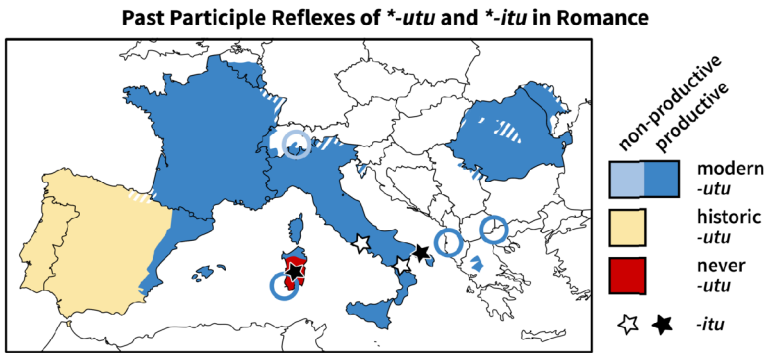 Past Participle Reflexes of *-utu and *-itu in Romance
non-productive
productive
modern
-utu
historic
-utu
never
-utu
-itu